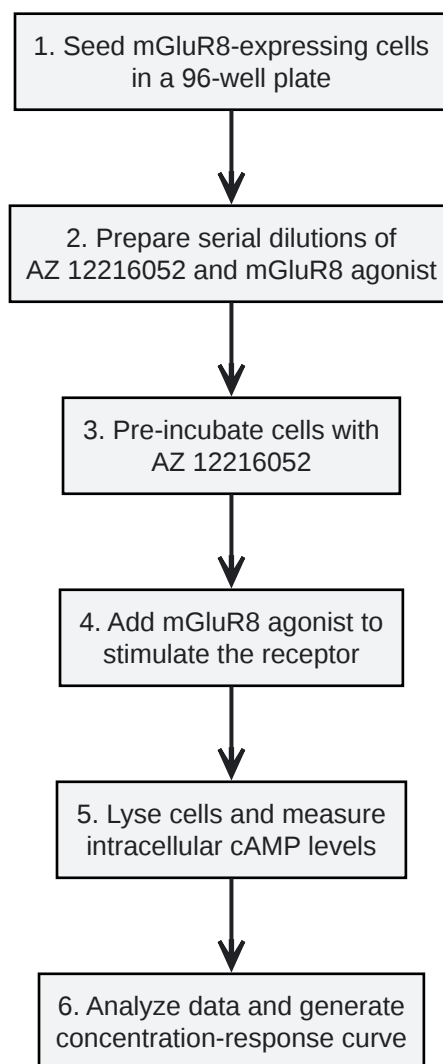 1. Seed mGluR8-expressing cells
in a 96-well plate
2. Prepare serial dilutions of
AZ 12216052 and mGluR8 agonist
3. Pre-incubate cells with
AZ 12216052
4. Add mGluR8 agonist to
stimulate the receptor
5. Lyse cells and measure
intracellular cAMP levels
6. Analyze data and generate
concentration-response curve